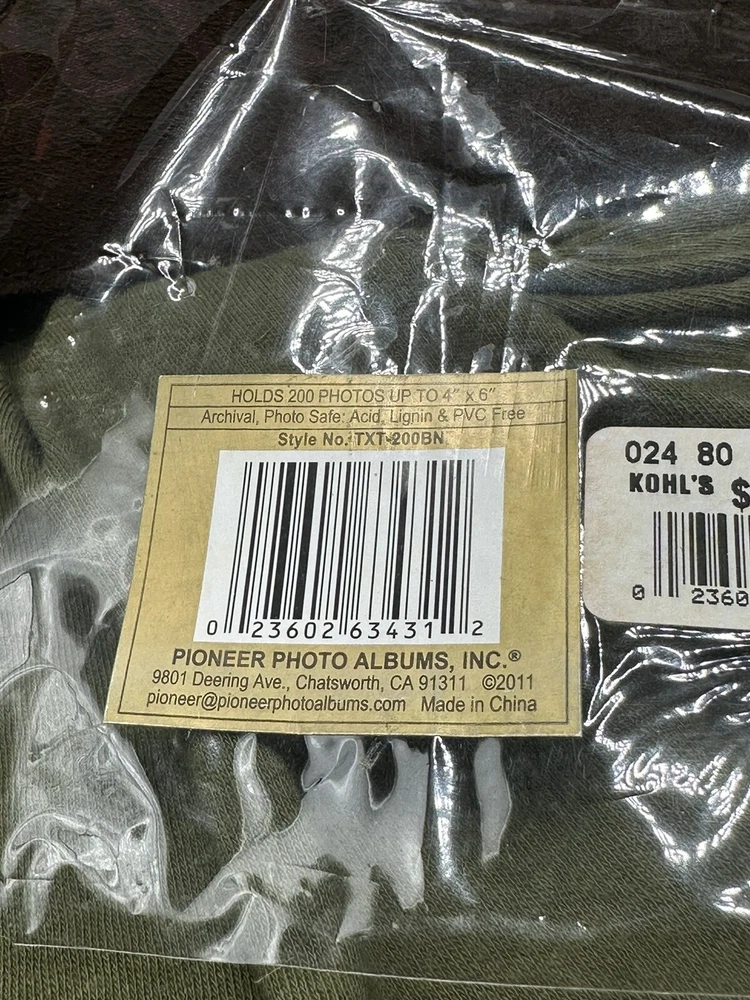 HOLDS 200 PHOTOS UP TO 4" x 6"
Archival, Photo Safe: Acid, Lignin & PVC Free
Style No. TXT-200BN
0 23602 63431 2
PIONEER PHOTO ALBUMS, INC.®
9801 Deering Ave., Chatsworth, CA 91311 ©2011
pioneer@pioneerphotoalbums.com Made in China
024 80
KOHL'S $
0 2360